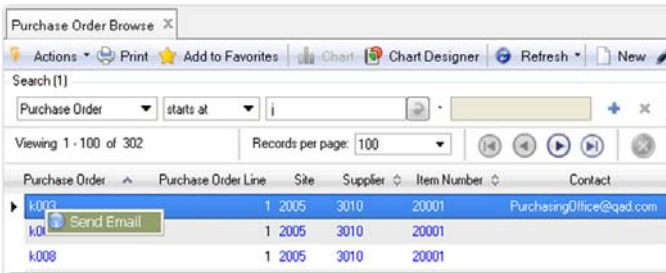 Purchase Order Browse X
Actions Print Add to Favorites Chart Chart Designer Refresh New
Search (1)
Purchase Order starts at i -
Viewing 1 - 100 of 302 Records per page: 100
Purchase Order Purchase Order Line Site Supplier Item Number Contact
k003 1 2005 3010 20001 PurchasingOffice@qad.com
Send Email
1 2005 3010 20001
k008 1 2005 3010 20001